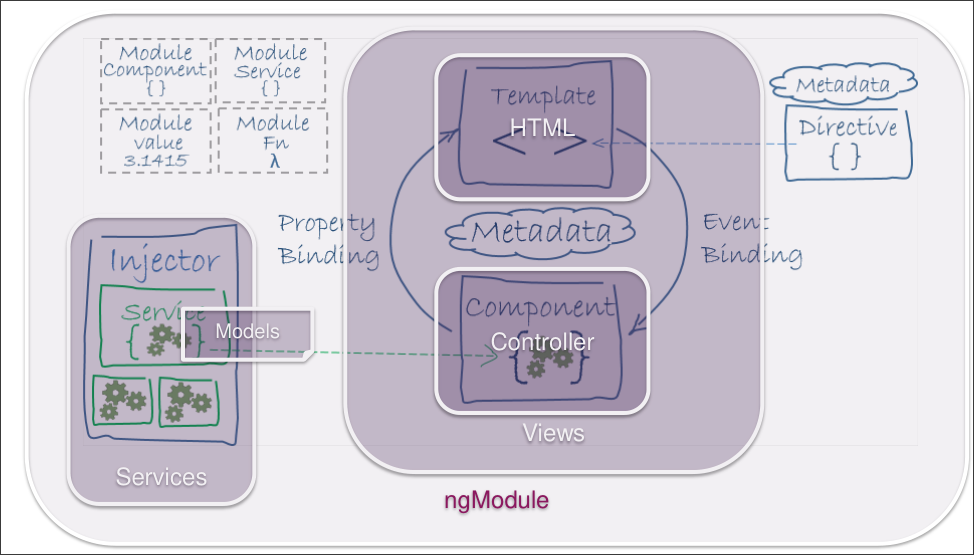 Module
Component
{ }
Module
Service
{ }
Module
value
3.1415
Module
Fn
λ
Template
HTML
< >
Metadata
Directive
{ }
Property
Binding
Metadata
Event
Binding
Injector
Service
{ }
Models
Component
Controller
{ }
Views
Services
ngModule